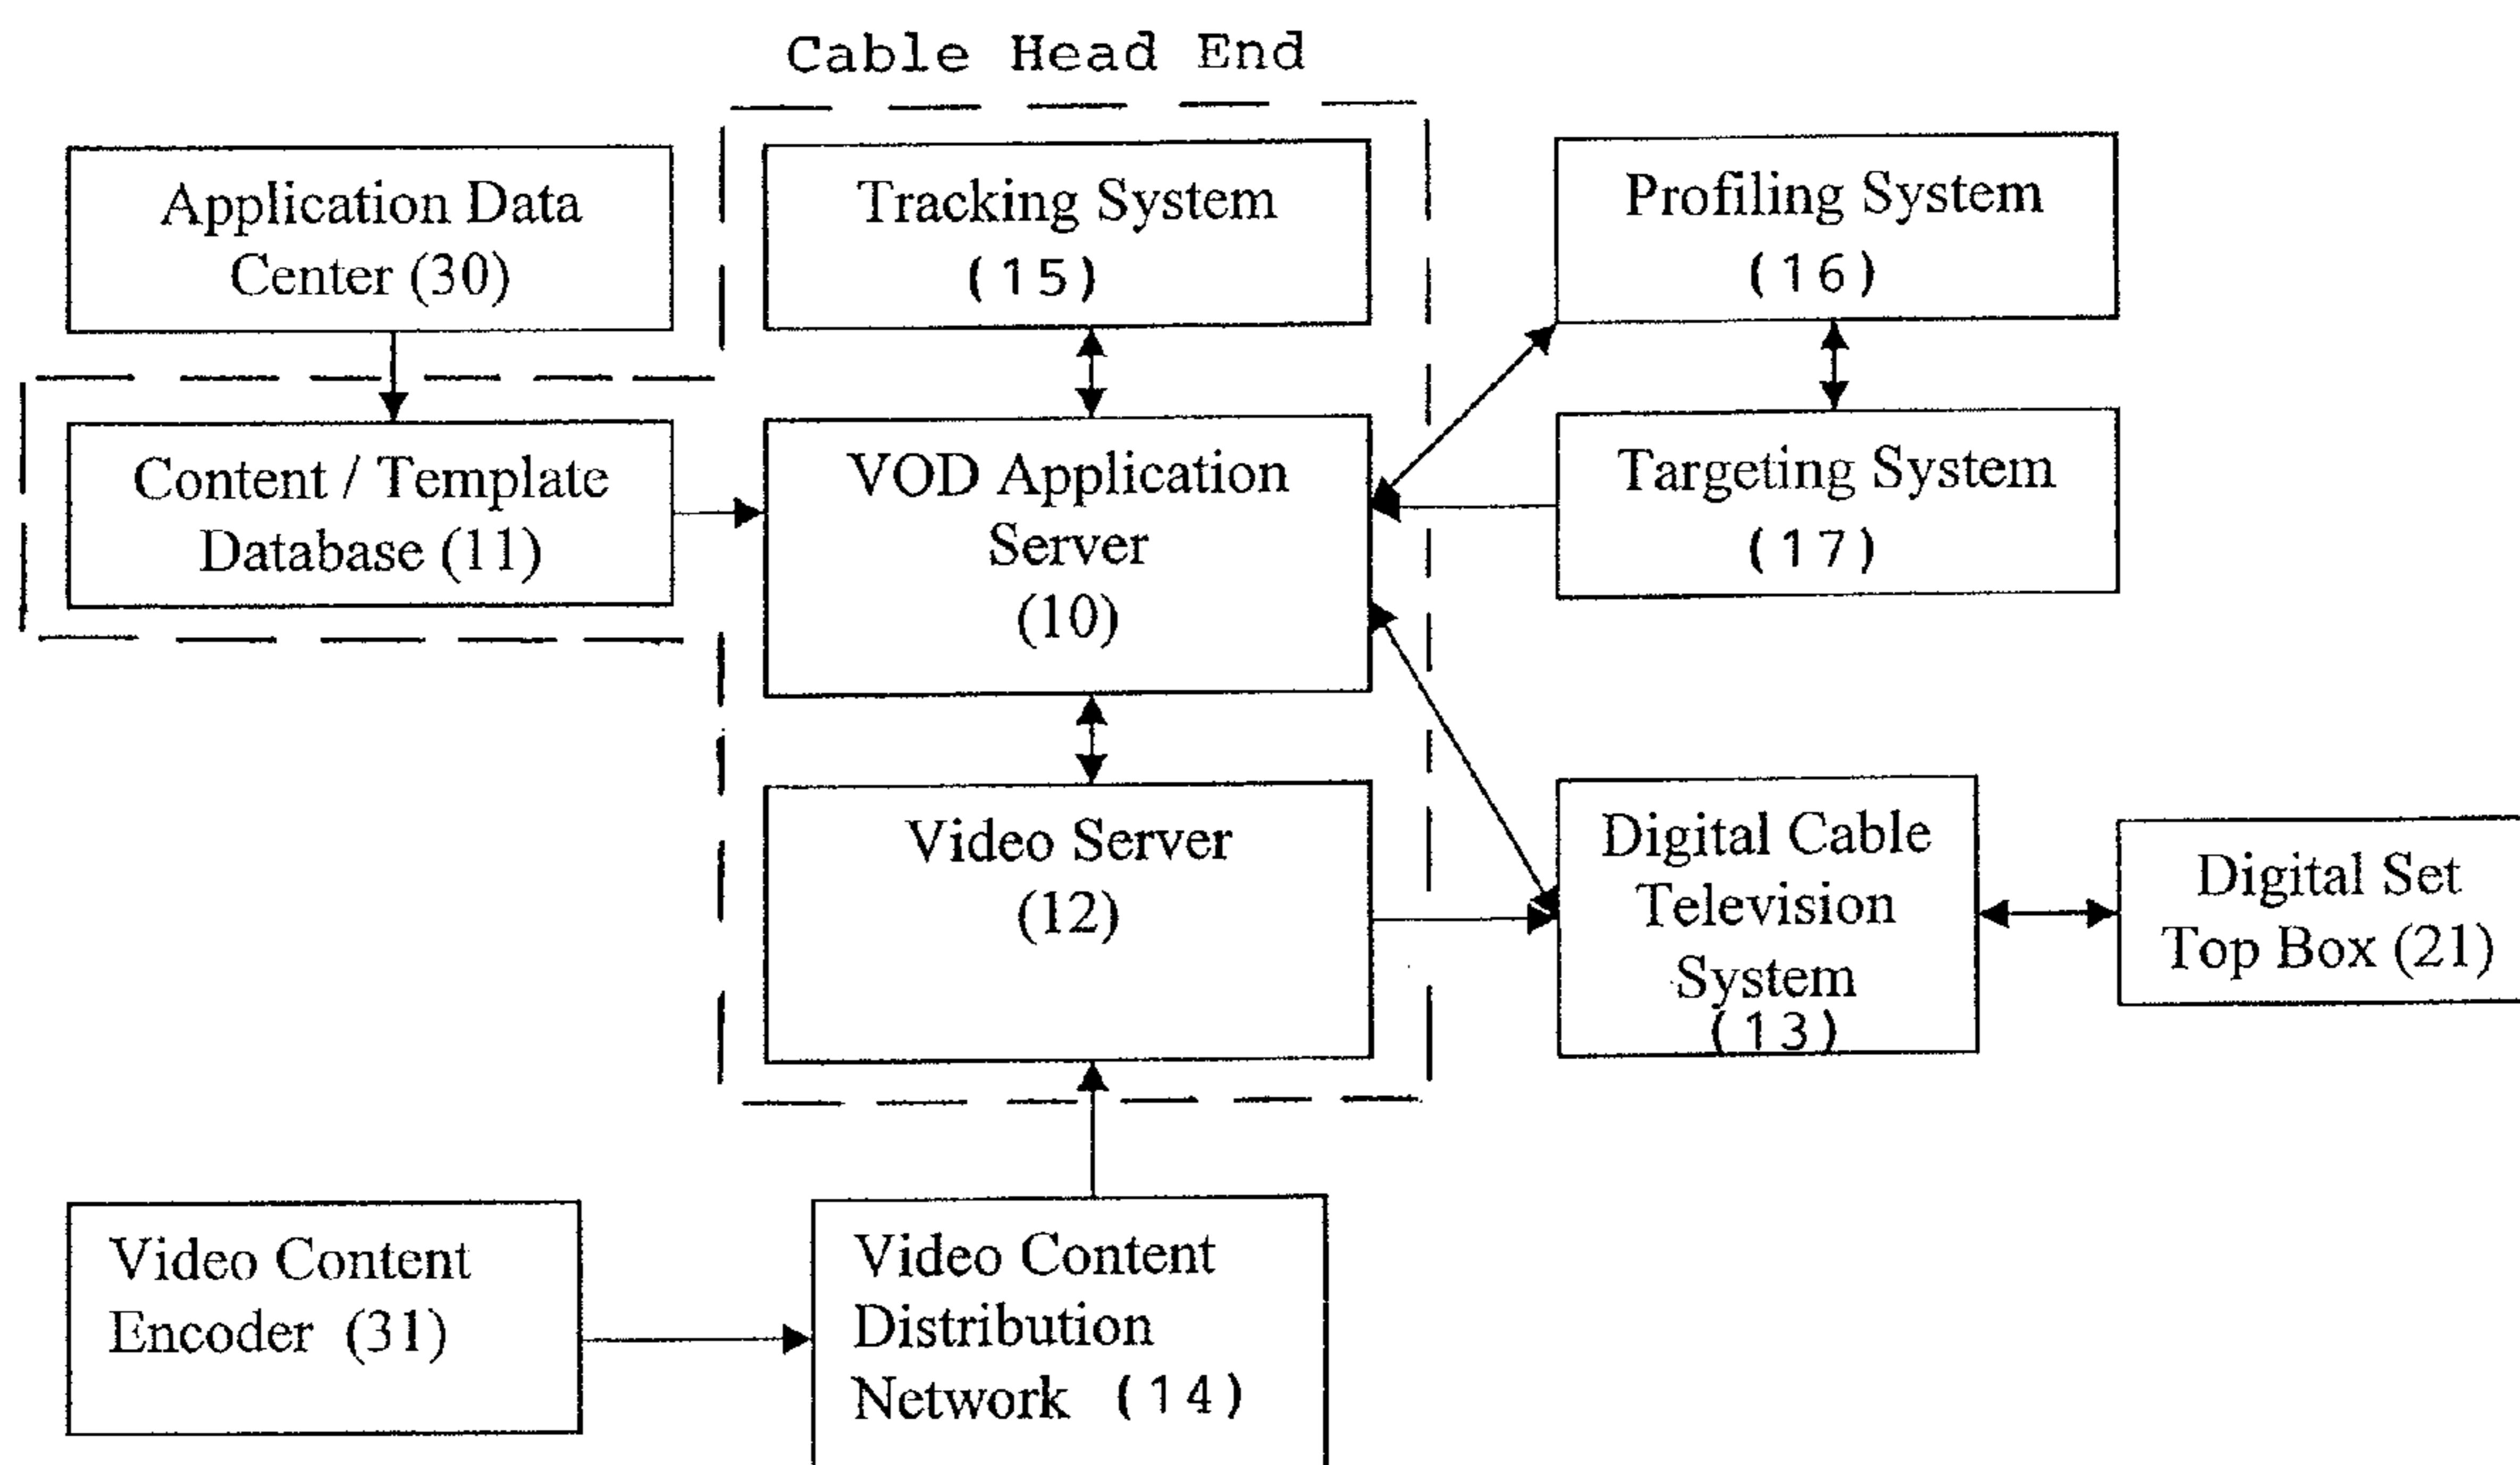 Cable Head End
Application Data
Center (30)
Tracking System
(15)
Profiling System
(16)
Content / Template
Database (11)
VOD Application
Server
(10)
Targeting System
(17)
Video Server
(12)
Digital Cable
Television
System
(13)
Digital Set
Top Box (21)
Video Content
Encoder (31)
Video Content
Distribution
Network (14)